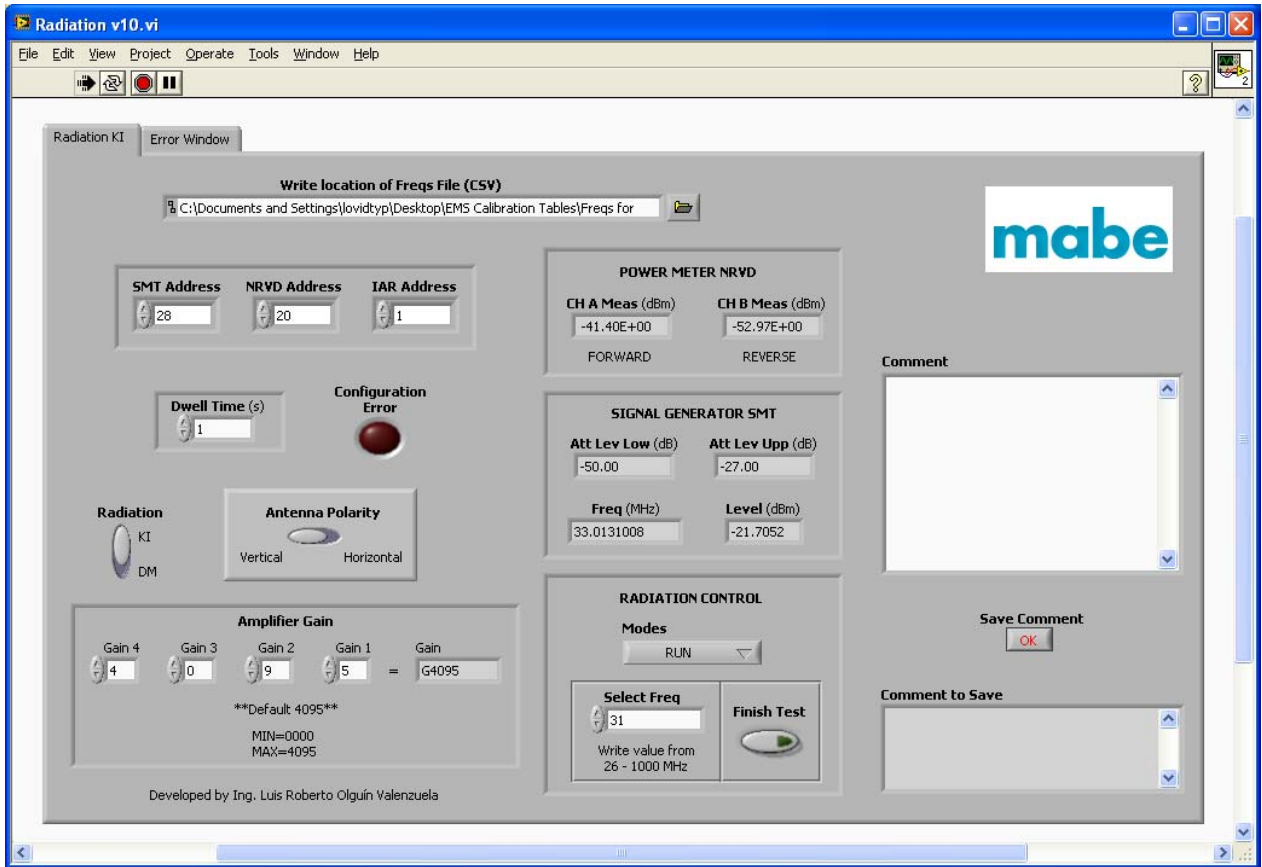 Radiation v10.vi
File Edit View Project Operate Tools Window Help
2
Radiation KI Error Window
Write location of Freqs File (CSV)
C:\Documents and Settings\lovidtyp\Desktop\EMS Calibration Tables\Freqs for
mabe
SMT Address NRVD Address IAR Address
28 20 1
Dwell Time (s)
1
Configuration
Error
Radiation
KI
DM
Antenna Polarity
Vertical Horizontal
Amplifier Gain
Gain 4 Gain 3 Gain 2 Gain 1 Gain
4 0 9 5 = G4095
**Default 4095**
MIN=0000
MAX=4095
Developed by Ing. Luis Roberto Olguín Valenzuela
POWER METER NRVD
CH A Meas (dBm) CH B Meas (dBm)
-41.40E+00 -52.97E+00
FORWARD REVERSE
SIGNAL GENERATOR SMT
Att Lev Low (dB) Att Lev Upp (dB)
-50.00 -27.00
Freq (MHz) Level (dBm)
33.0131008 -21.7052
RADIATION CONTROL
Modes
RUN
Select Freq
31
Write value from
26 - 1000 MHz
Finish Test
Comment
Save Comment
OK
Comment to Save